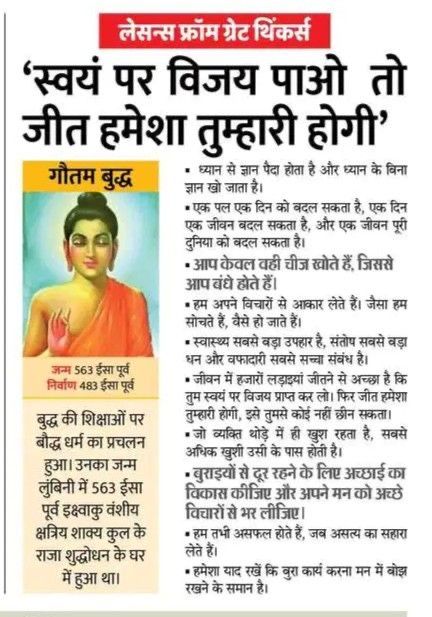 लेसन्स फ्रॉम ग्रेट थिंकर्स
‘स्वयं पर विजय पाओ तो
जीत हमेशा तुम्हारी होगी’
गौतम बुद्ध
जन्म 563 ईसा पूर्व
निर्वाण 483 ईसा पूर्व
बुद्ध की शिक्षाओं पर
बौद्ध धर्म का प्रचलन
हुआ। उनका जन्म
लुंबिनी में 563 ईसा
पूर्व इक्ष्वाकु वंशीय
क्षत्रिय शाक्य कुल के
राजा शुद्धोधन के घर
में हुआ था।
▪ ध्यान से ज्ञान पैदा होता है और ध्यान के बिना
ज्ञान खो जाता है।
▪ एक पल एक दिन को बदल सकता है, एक दिन
एक जीवन बदल सकता है, और एक जीवन पूरी
दुनिया को बदल सकता है।
▪ आप केवल वही चीज खोते हैं, जिससे
आप बंधे होते हैं।
▪ हम अपने विचारों से आकार लेते हैं। जैसा हम
सोचते हैं, वैसे हो जाते हैं।
▪ स्वास्थ्य सबसे बड़ा उपहार है, संतोष सबसे बड़ा
धन और वफादारी सबसे सच्चा संबंध है।
▪ जीवन में हजारों लड़ाइयां जीतने से अच्छा है कि
तुम स्वयं पर विजय प्राप्त कर लो। फिर जीत हमेशा
तुम्हारी होगी, इसे तुमसे कोई नहीं छीन सकता।
▪ जो व्यक्ति थोड़े में ही खुश रहता है, सबसे
अधिक खुशी उसी के पास होती है।
▪ बुराइयों से दूर रहने के लिए अच्छाई का
विकास कीजिए और अपने मन को अच्छे
विचारों से भर लीजिए।
▪ हम तभी असफल होते हैं, जब असत्य का सहारा
लेते हैं।
▪ हमेशा याद रखें कि बुरा कार्य करना मन में बोझ
रखने के समान है।